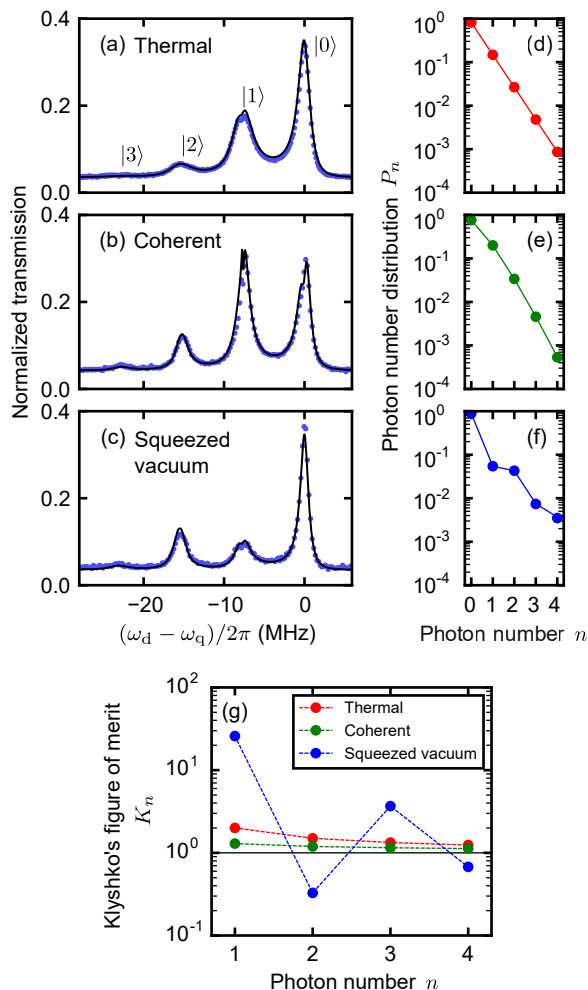 (a) Thermal
|0⟩
|1⟩
|2⟩
|3⟩
0.4
0.2
0.0
(b) Coherent
0.4
0.2
0.0
(c) Squeezed
vacuum
0.4
0.2
0.0
Normalized transmission
−20
−10
0
(ω_d − ω_q)/2π (MHz)
(d)
10^0
10^-1
10^-2
10^-3
10^-4
(e)
10^0
10^-1
10^-2
10^-3
10^-4
(f)
10^0
10^-1
10^-2
10^-3
10^-4
Photon number distribution P_n
0 1 2 3 4
Photon number n
(g)
Thermal
Coherent
Squeezed vacuum
10^2
10^1
10^0
10^-1
Klyshko's figure of merit
K_n
1 2 3 4
Photon number n